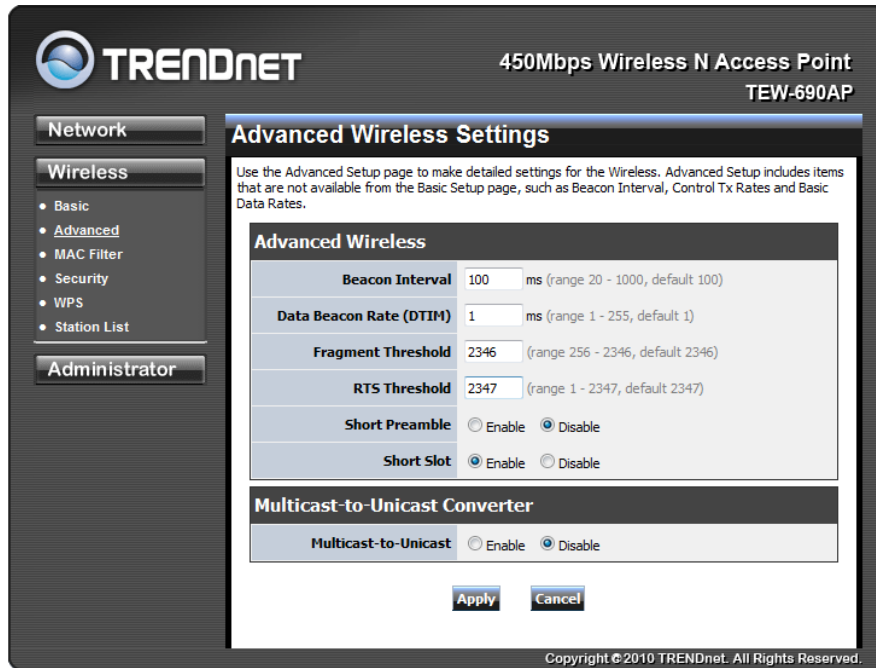 TRENDNET
450Mbps Wireless N Access Point
TEW-690AP
Network
Wireless
Basic
Advanced
MAC Filter
Security
WPS
Station List
Administrator
Advanced Wireless Settings
Use the Advanced Setup page to make detailed settings for the Wireless. Advanced Setup includes items
that are not available from the Basic Setup page, such as Beacon Interval, Control Tx Rates and Basic
Data Rates.
Advanced Wireless
Beacon Interval 100 ms (range 20 - 1000, default 100)
Data Beacon Rate (DTIM) 1 ms (range 1 - 255, default 1)
Fragment Threshold 2346 (range 256 - 2346, default 2346)
RTS Threshold 2347 (range 1 - 2347, default 2347)
Short Preamble Enable Disable
Short Slot Enable Disable
Multicast-to-Unicast Converter
Multicast-to-Unicast Enable Disable
Apply Cancel
Copyright © 2010 TRENDnet. All Rights Reserved.